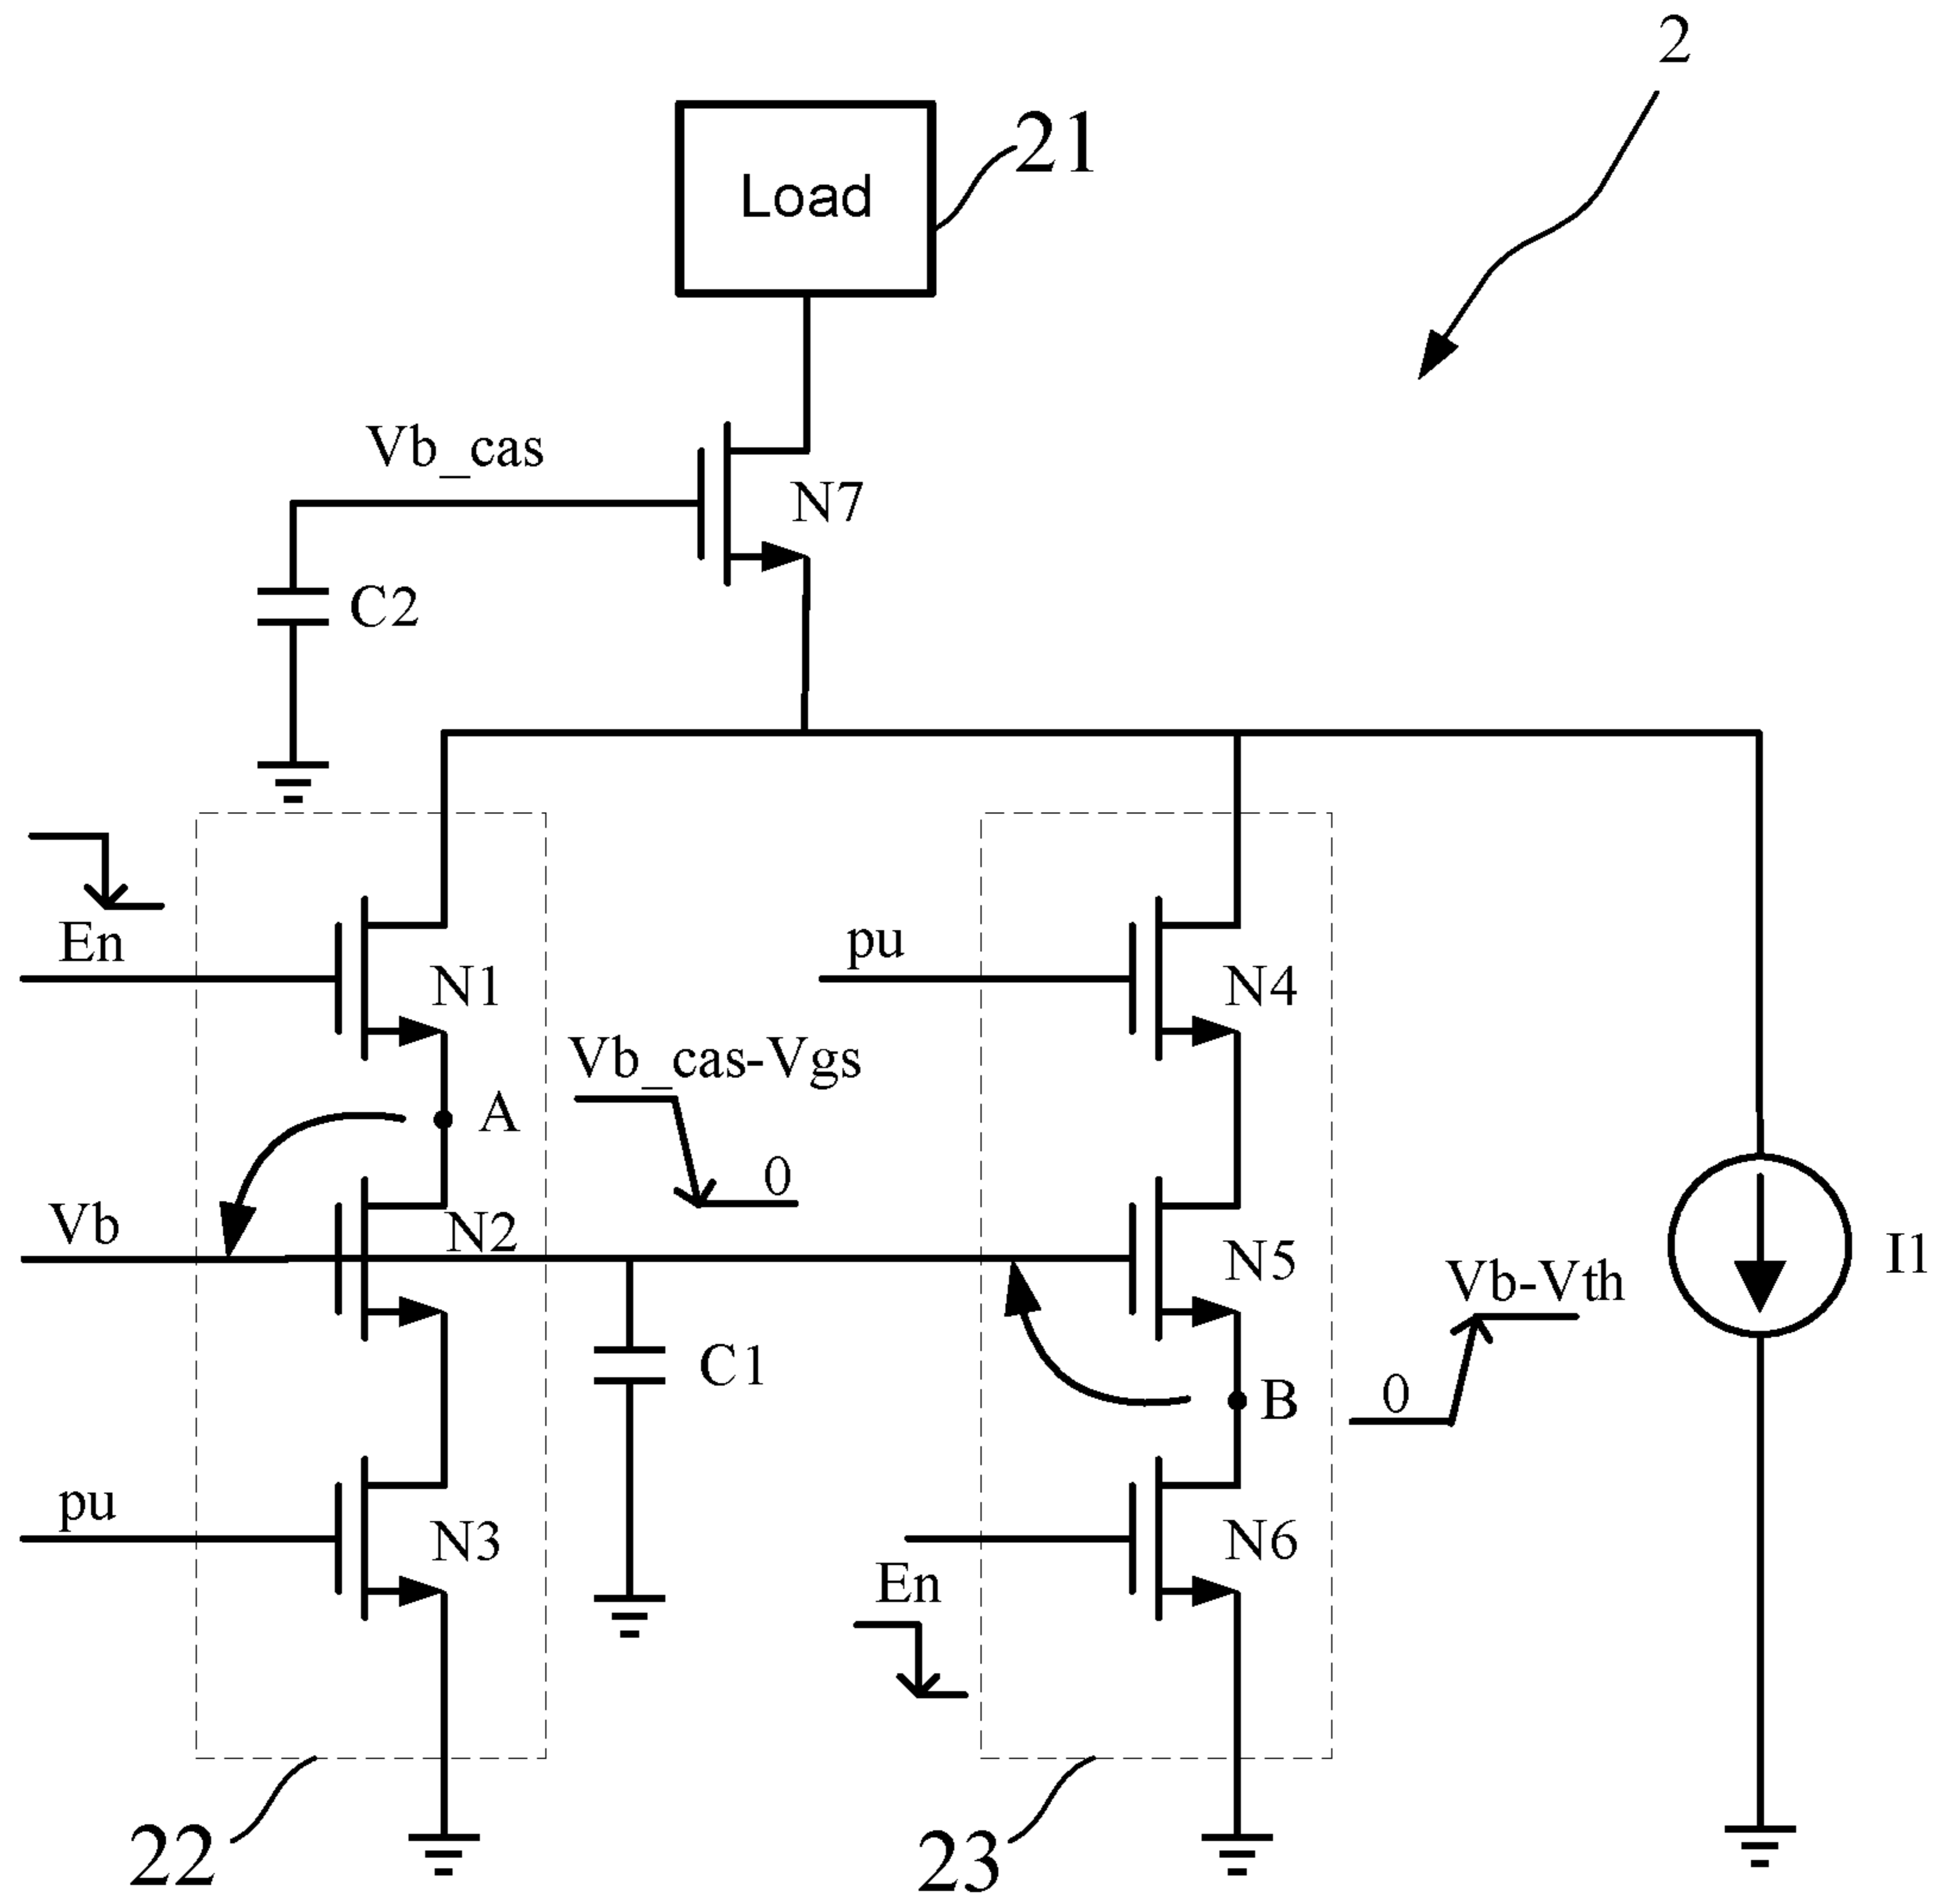 2
21
Load
Vb_cas
N7
C2
En
N1
pu
N4
Vb_cas-Vgs
A
0
Vb
N2
N5
I1
Vb-Vth
C1
B
0
pu
N3
N6
En
22
23